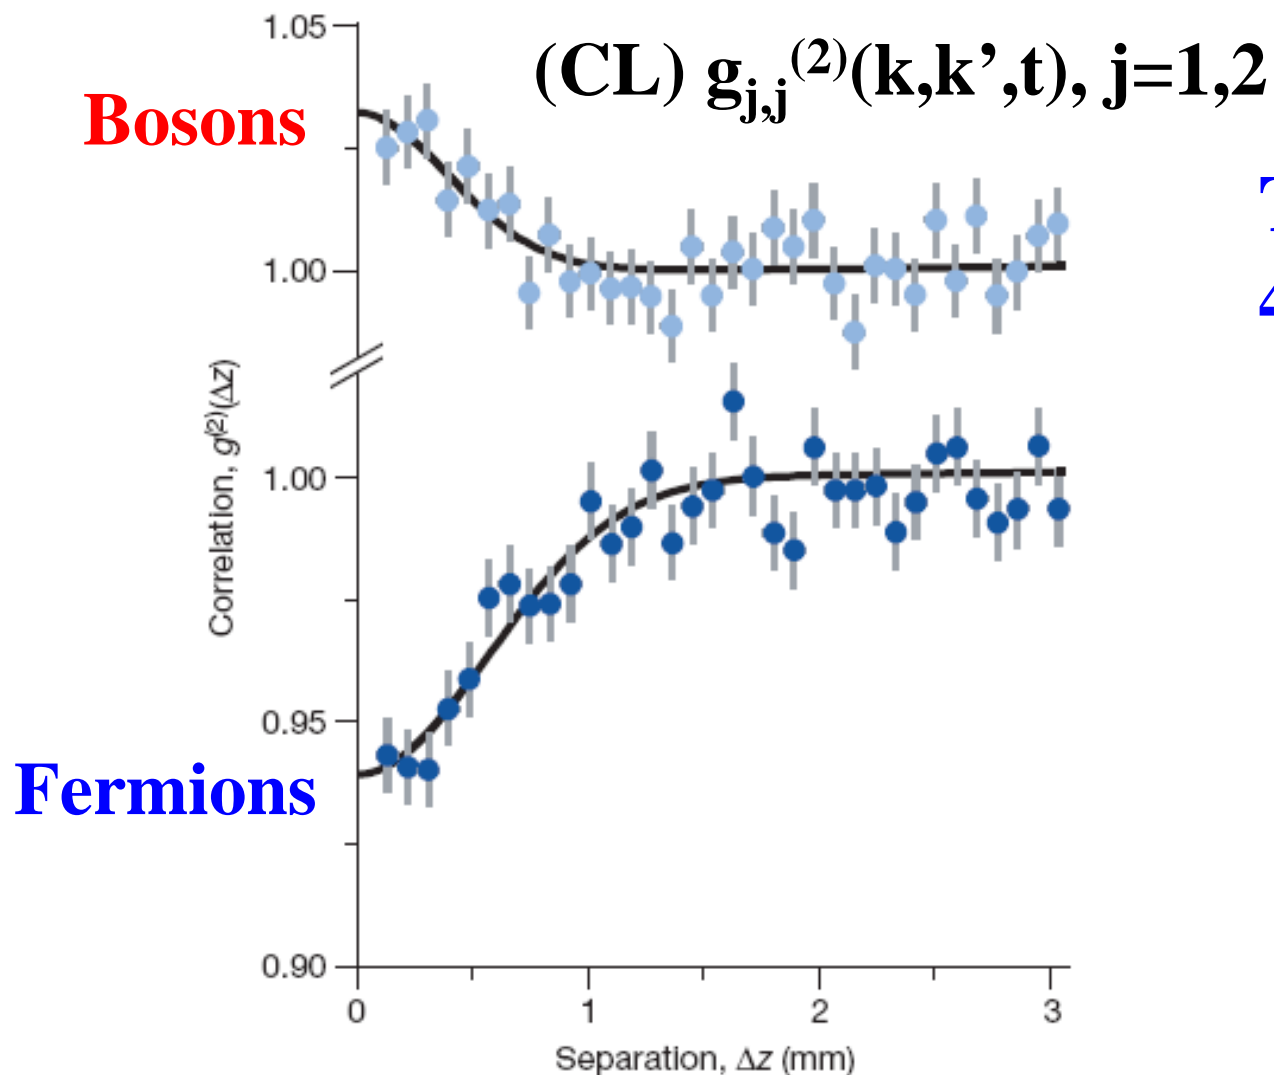 1.05
(CL) gj,j(2)(k,k’,t), j=1,2
Bosons
1.00
Correlation, g(2)(Δz)
1.00
0.95
Fermions
0.90
0 1 2 3
Separation, Δz (mm)